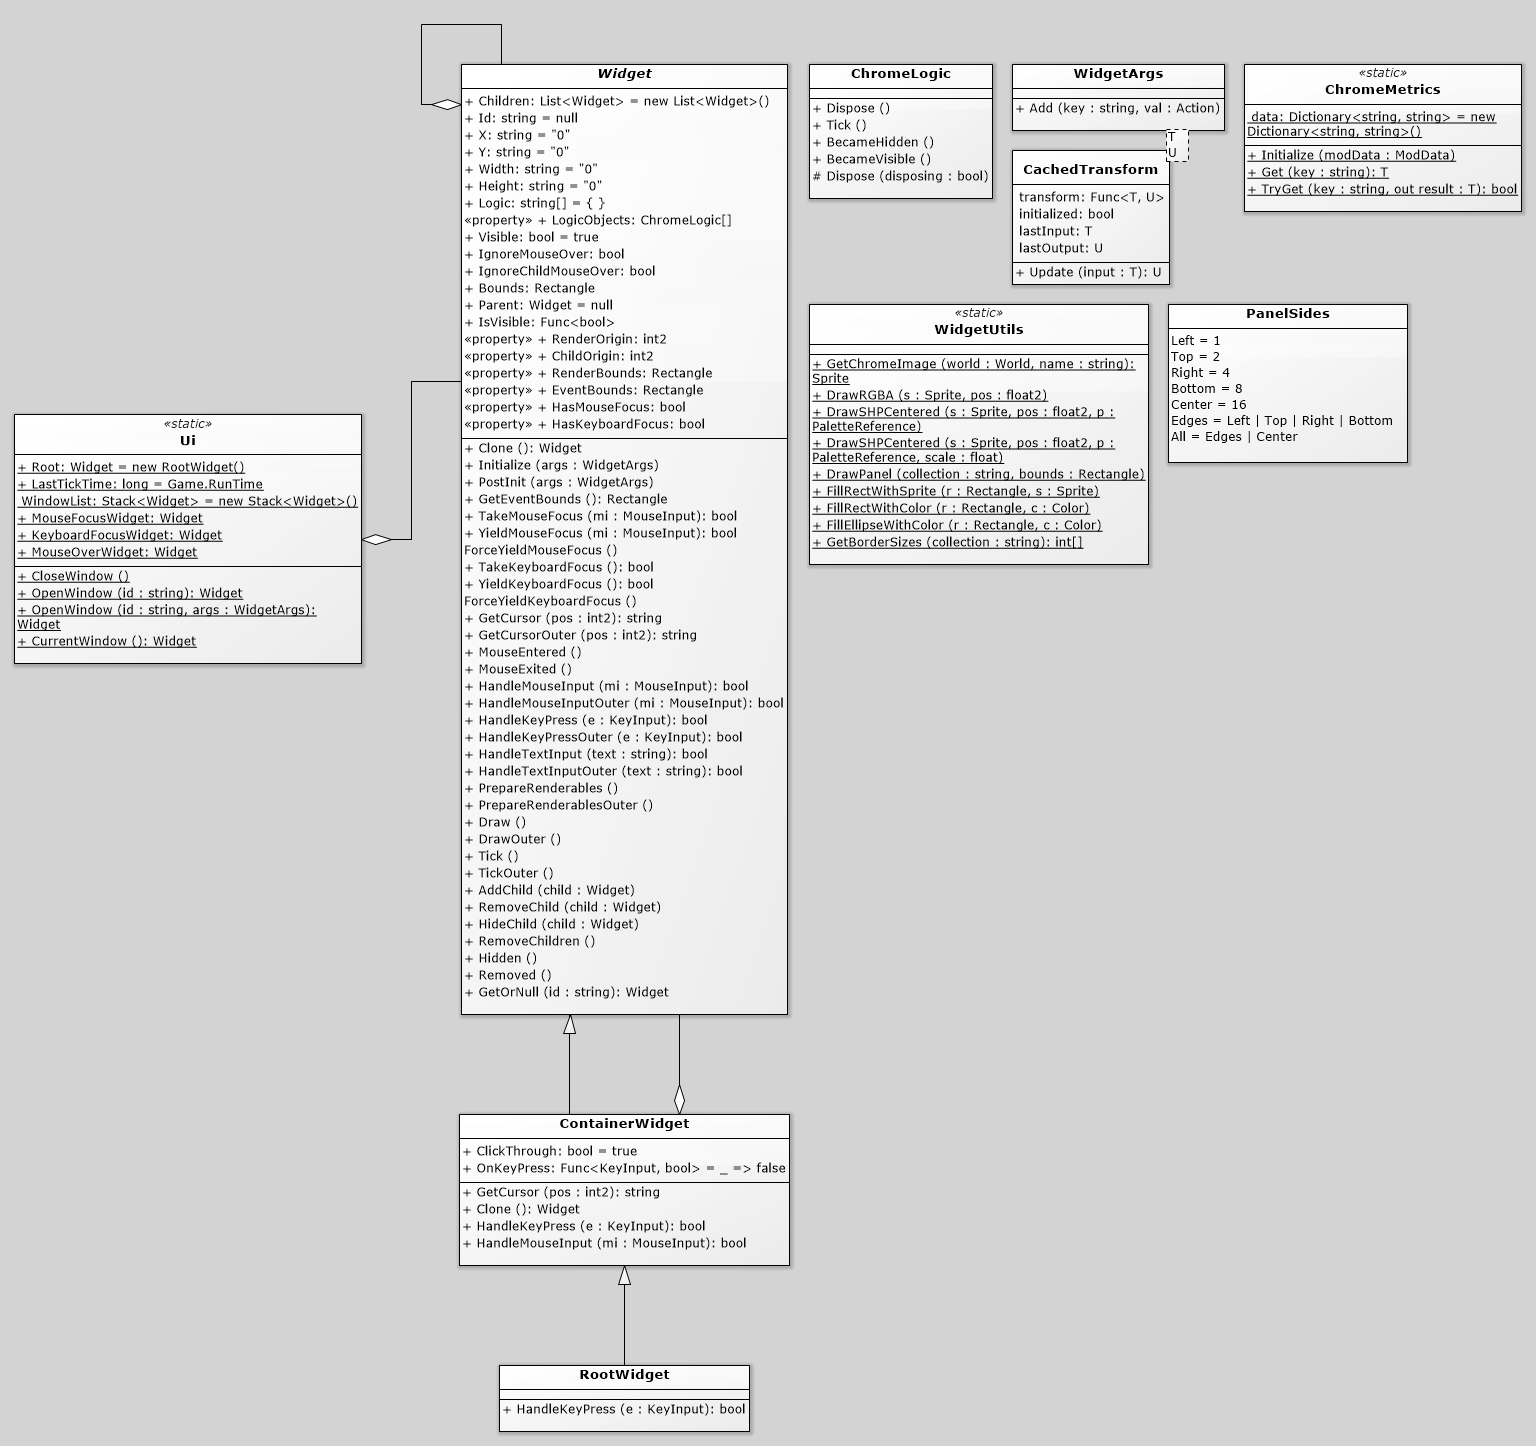 Widget
+ Children: List<Widget> = new List<Widget>()
+ Id: string = null
+ X: string = "0"
+ Y: string = "0"
+ Width: string = "0"
+ Height: string = "0"
+ Logic: string[] = { }
«property» + LogicObjects: ChromeLogic[]
+ Visible: bool = true
+ IgnoreMouseOver: bool
+ IgnoreChildMouseOver: bool
+ Bounds: Rectangle
+ Parent: Widget = null
+ IsVisible: Func<bool>
«property» + RenderOrigin: int2
«property» + ChildOrigin: int2
«property» + RenderBounds: Rectangle
«property» + EventBounds: Rectangle
«property» + HasMouseFocus: bool
«property» + HasKeyboardFocus: bool
+ Clone (): Widget
+ Initialize (args : WidgetArgs)
+ PostInit (args : WidgetArgs)
+ GetEventBounds (): Rectangle
+ TakeMouseFocus (mi : MouseInput): bool
+ YieldMouseFocus (mi : MouseInput): bool
ForceYieldMouseFocus ()
+ TakeKeyboardFocus (): bool
+ YieldKeyboardFocus (): bool
ForceYieldKeyboardFocus ()
+ GetCursor (pos : int2): string
+ GetCursorOuter (pos : int2): string
+ MouseEntered ()
+ MouseExited ()
+ HandleMouseInput (mi : MouseInput): bool
+ HandleMouseInputOuter (mi : MouseInput): bool
+ HandleKeyPress (e : KeyInput): bool
+ HandleKeyPressOuter (e : KeyInput): bool
+ HandleTextInput (text : string): bool
+ HandleTextInputOuter (text : string): bool
+ PrepareRenderables ()
+ PrepareRenderablesOuter ()
+ Draw ()
+ DrawOuter ()
+ Tick ()
+ TickOuter ()
+ AddChild (child : Widget)
+ RemoveChild (child : Widget)
+ HideChild (child : Widget)
+ RemoveChildren ()
+ Hidden ()
+ Removed ()
+ GetOrNull (id : string): Widget
ChromeLogic
+ Dispose ()
+ Tick ()
+ BecameHidden ()
+ BecameVisible ()
# Dispose (disposing : bool)
WidgetArgs
+ Add (key : string, val : Action)
T
U
CachedTransform
transform: Func<T, U>
initialized: bool
lastInput: T
lastOutput: U
+ Update (input : T): U
«static»
ChromeMetrics
data: Dictionary<string, string> = new
Dictionary<string, string>()
+ Initialize (modData : ModData)
+ Get (key : string): T
+ TryGet (key : string, out result : T): bool
«static»
WidgetUtils
+ GetChromeImage (world : World, name : string):
Sprite
+ DrawRGBA (s : Sprite, pos : float2)
+ DrawSHPCentered (s : Sprite, pos : float2, p :
PaletteReference)
+ DrawSHPCentered (s : Sprite, pos : float2, p :
PaletteReference, scale : float)
+ DrawPanel (collection : string, bounds : Rectangle)
+ FillRectWithSprite (r : Rectangle, s : Sprite)
+ FillRectWithColor (r : Rectangle, c : Color)
+ FillEllipseWithColor (r : Rectangle, c : Color)
+ GetBorderSizes (collection : string): int[]
PanelSides
Left = 1
Top = 2
Right = 4
Bottom = 8
Center = 16
Edges = Left | Top | Right | Bottom
All = Edges | Center
«static»
Ui
+ Root: Widget = new RootWidget()
+ LastTickTime: long = Game.RunTime
WindowList: Stack<Widget> = new Stack<Widget>()
+ MouseFocusWidget: Widget
+ KeyboardFocusWidget: Widget
+ MouseOverWidget: Widget
+ CloseWindow ()
+ OpenWindow (id : string): Widget
+ OpenWindow (id : string, args : WidgetArgs):
Widget
+ CurrentWindow (): Widget
ContainerWidget
+ ClickThrough: bool = true
+ OnKeyPress: Func<KeyInput, bool> = _ => false
+ GetCursor (pos : int2): string
+ Clone (): Widget
+ HandleKeyPress (e : KeyInput): bool
+ HandleMouseInput (mi : MouseInput): bool
RootWidget
+ HandleKeyPress (e : KeyInput): bool